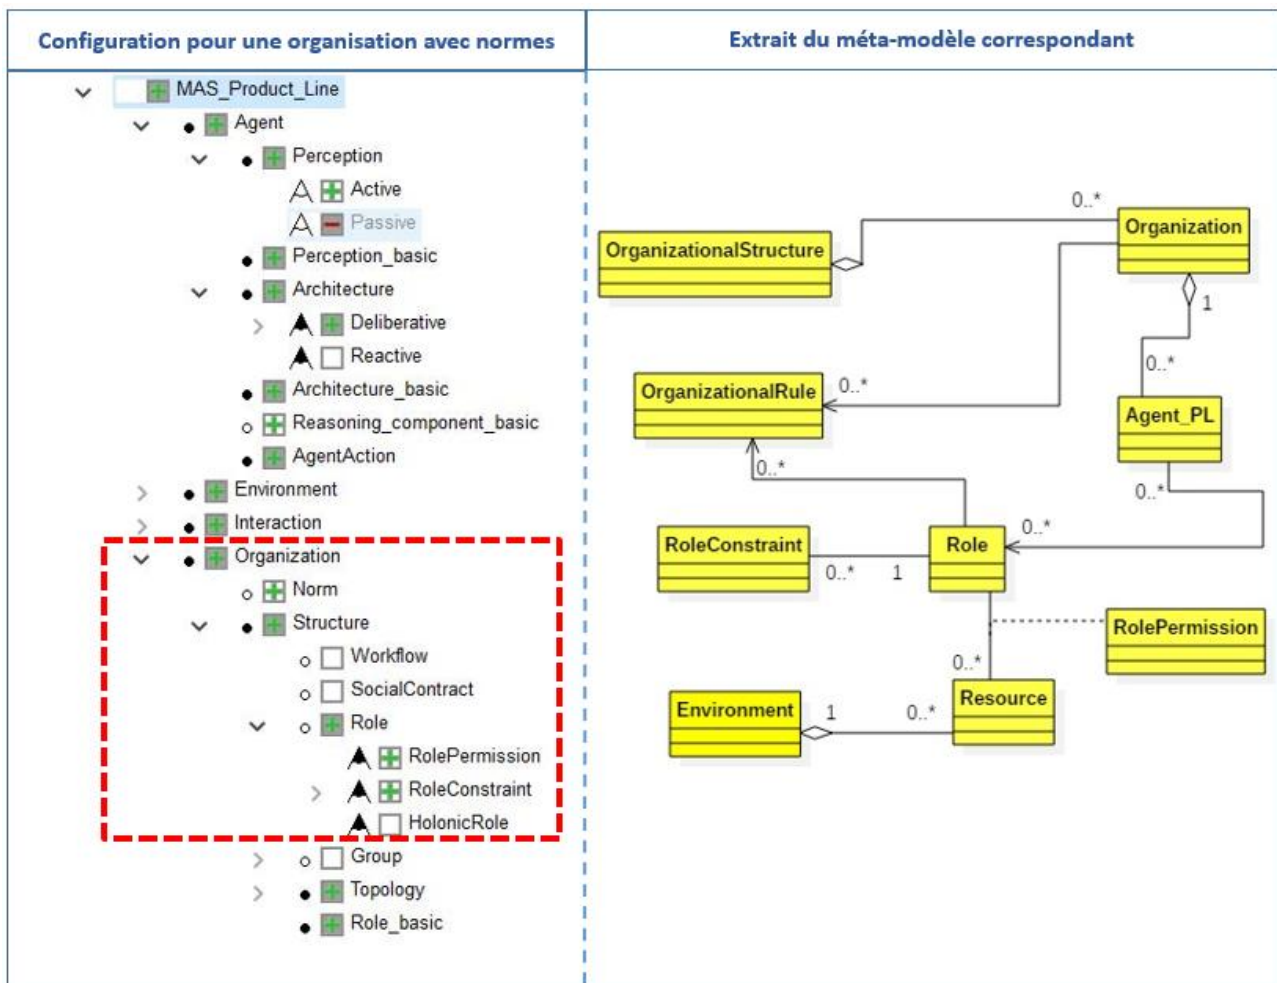 Configuration pour une organisation avec normes
Extrait du méta-modèle correspondant
MAS_Product_Line
Agent
Perception
Active
Passive
Perception_basic
Architecture
Deliberative
Reactive
Architecture_basic
Reasoning_component_basic
AgentAction
Environment
Interaction
Organization
Norm
Structure
Workflow
SocialContract
Role
RolePermission
RoleConstraint
HolonicRole
Group
Topology
Role_basic
0..*
Organization
OrganizationalStructure
1
0..*
OrganizationalRule
0..*
Agent_PL
0..*
0..*
0..*
RoleConstraint
Role
0..*
1
RolePermission
0..*
Resource
Environment
1
0..*